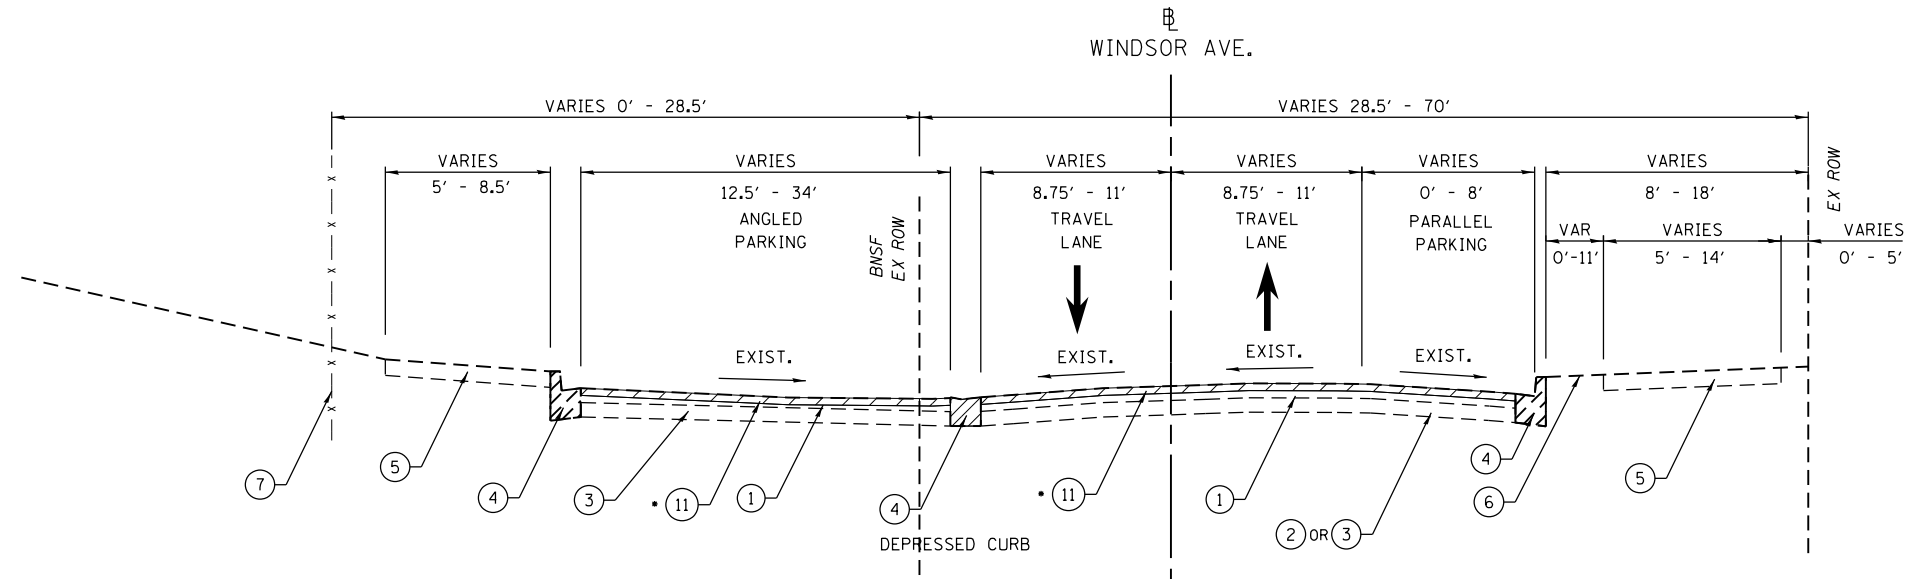 ℄
WINDSOR AVE.
VARIES 0' - 28.5'
VARIES 28.5' - 70'
VARIES
5' - 8.5'
VARIES
12.5' - 34'
ANGLED
PARKING
VARIES
8.75' - 11'
TRAVEL
LANE
VARIES
8.75' - 11'
TRAVEL
LANE
VARIES
0' - 8'
PARALLEL
PARKING
VARIES
8' - 18'
VAR
0'-11'
VARIES
5' - 14'
VARIES
0' - 5'
EX ROW
BNSF
EX ROW
EXIST.
EXIST.
EXIST.
EXIST.
7
5
4
3
* 11
1
4
DEPRESSED CURB
* 11
1
2 OR 3
4
6
5